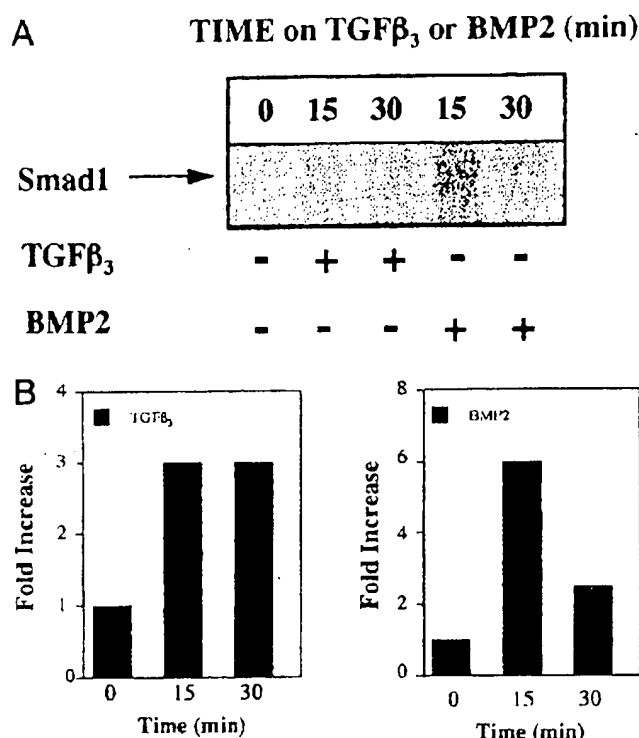 A
TIME on TGFβ₃ or BMP2 (min)
0 15 30 15 30
Smad1
TGFβ₃ - + + - -
BMP2 - - - + +
B
4
3
2
1
0
Fold Increase
TGFβ₃
0 15 30
Time (min)
8
6
4
2
0
Fold Increase
BMP2
0 15 30
Time (min)